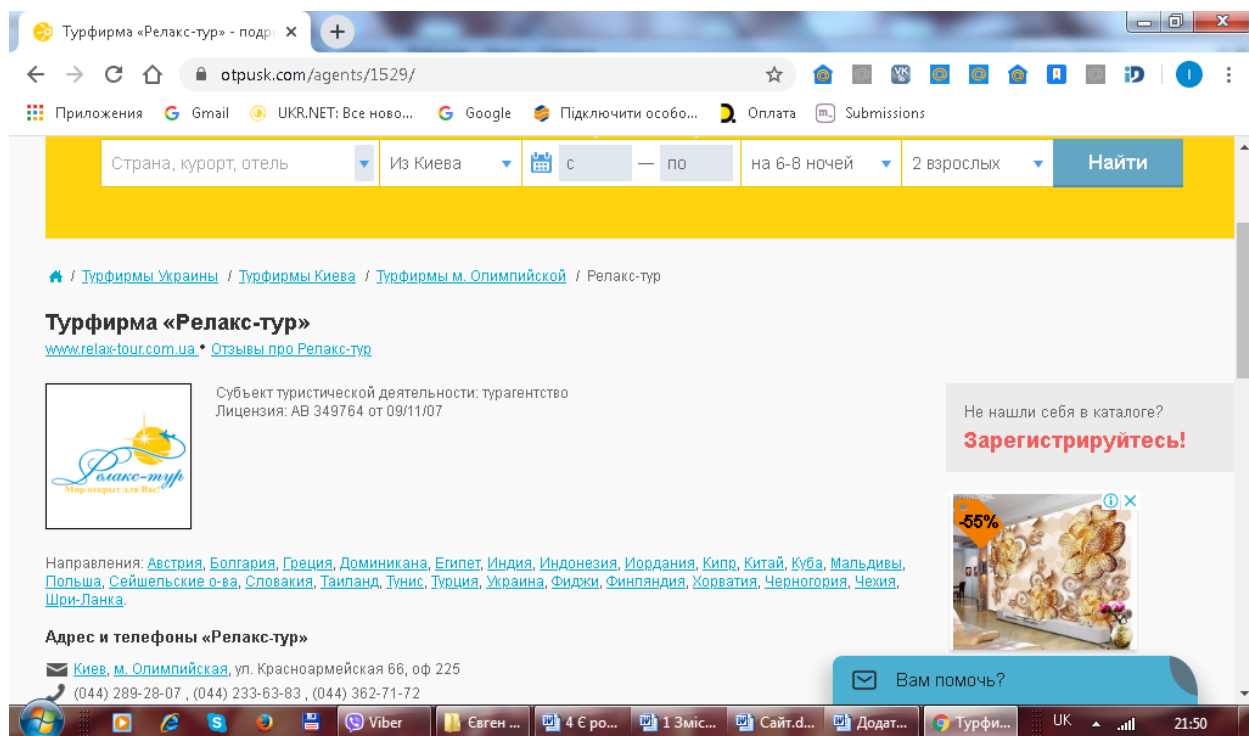 Турфирма «Релакс-тур» - подр
otpusk.com/agents/1529/
Приложения Gmail UKR.NET: Все ново... Google Підключити особо... Оплата Submissions
Страна, курорт, отель Из Киева с — по на 6-8 ночей 2 взрослых Найти
/ Турфирмы Украины / Турфирмы Киева / Турфирмы м. Олимпийской / Релакс-тур
Турфирма «Релакс-тур»
www.relax-tour.com.ua • Отзывы про Релакс-тур
Субъект туристической деятельности: турагентство
Лицензия: АВ 349764 от 09/11/07
Релакс-тур
Мир открыт для Вас!
Не нашли себя в каталоге?
Зарегистрируйтесь!
-55%
Направления: Австрия, Болгария, Греция, Доминикана, Египет, Индия, Индонезия, Иордания, Кипр, Китай, Куба, Мальдивы,
Польша, Сейшельские о-ва, Словакия, Таиланд, Тунис, Турция, Украина, Фиджи, Финляндия, Хорватия, Черногория, Чехия,
Шри-Ланка.
Адрес и телефоны «Релакс-тур»
Киев, м. Олимпийская, ул. Красноармейская 66, оф 225
(044) 289-28-07 , (044) 233-63-83 , (044) 362-71-72
Вам помочь?
Viber Євген ... 4 Є ро... 1 Зміс... Сайт.d... Додат... Турфи... UK 21:50